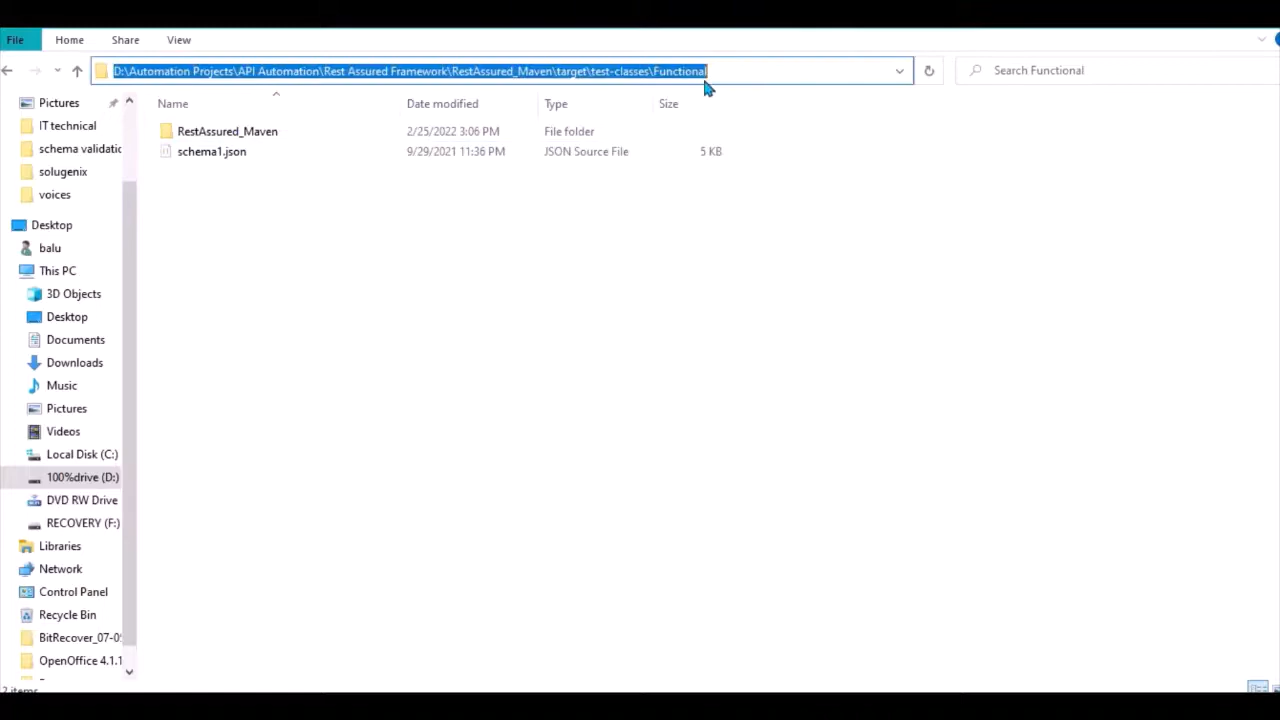 File Home Share View
D:\Automation Projects\API Automation\Rest Assured Framework\RestAssured_Maven\target\test-classes\Functional
Search Functional
Name Date modified Type Size
RestAssured_Maven 2/25/2022 3:06 PM File folder
schema1.json 9/29/2021 11:36 PM JSON Source File 5 KB
Pictures
IT technical
schema validatic
solugenix
voices
Desktop
balu
This PC
3D Objects
Desktop
Documents
Downloads
Music
Pictures
Videos
Local Disk (C:)
100%drive (D:)
DVD RW Drive
RECOVERY (F:)
Libraries
Network
Control Panel
Recycle Bin
BitRecover_07-05
OpenOffice 4.1.1
2 items